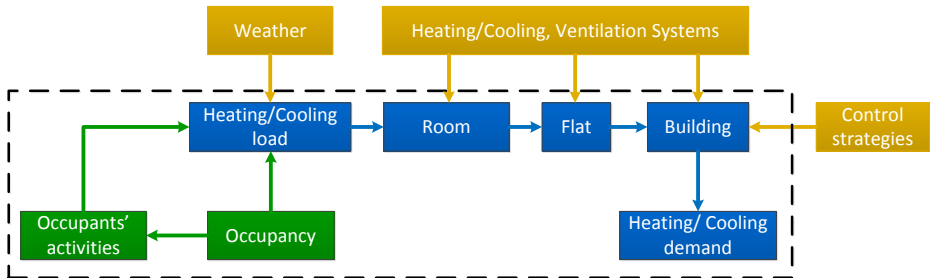 Weather
Heating/Cooling, Ventilation Systems
Heating/Cooling
load
Room
Flat
Building
Control
strategies
Occupants’
activities
Occupancy
Heating/ Cooling
demand